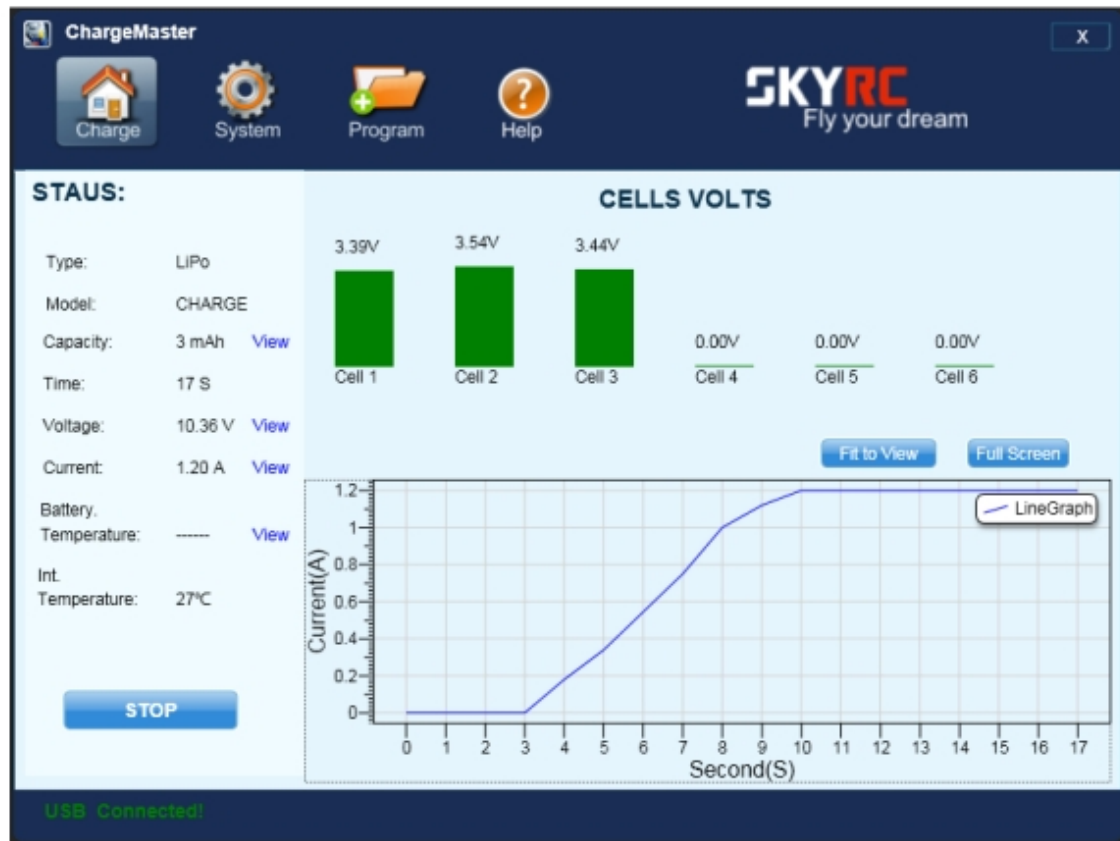 ChargeMaster
X
Charge
System
Program
Help
SKYRC
Fly your dream
STAUS:
Type: LiPo
Model: CHARGE
Capacity: 3 mAh View
Time: 17 S
Voltage: 10.36 V View
Current: 1.20 A View
Battery.
Temperature: ------ View
Int.
Temperature: 27℃
STOP
CELLS VOLTS
3.39V 3.54V 3.44V 0.00V 0.00V 0.00V
Cell 1 Cell 2 Cell 3 Cell 4 Cell 5 Cell 6
Fit to View Full Screen
LineGraph
Current(A)
1.2
1
0.8
0.6
0.4
0.2
0
0 1 2 3 4 5 6 7 8 9 10 11 12 13 14 15 16 17
Second(S)
USB Connected!